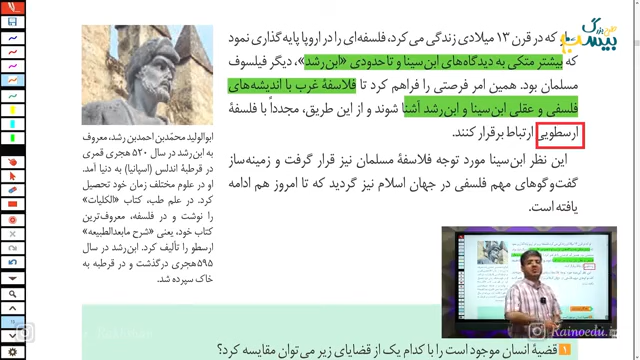 او که در قرن ۱۳ میلادی زندگی می‌کرد، فلسفه‌ای را در اروپا پایه‌گذاری نمود
که بیشتر متکی به دیدگاه‌های ابن‌سینا و تا حدودی «ابن‌رشد»، دیگر فیلسوف
مسلمان بود. همین امر فرصتی را فراهم کرد تا فلاسفهٔ غرب با اندیشه‌های
فلسفی و عقلی ابن‌سینا و ابن‌رشد آشنا شوند و از این طریق، مجدداً با فلسفهٔ
ارسطویی ارتباط برقرار کنند.
این نظر ابن‌سینا مورد توجه فلاسفهٔ مسلمان نیز قرار گرفت و زمینه‌ساز
گفت‌وگوهای مهم فلسفی در جهان اسلام نیز گردید که تا امروز هم ادامه
یافته است.
ابوالولید محمّدبن احمدبن رشد، معروف
به ابن‌رشد در سال ۵۲۰ هجری قمری
در قرطبهٔ اندلس (اسپانیا) به دنیا آمد.
او در علوم مختلف زمان خود تحصیل
کرد. در علم طب، کتاب «الکلیات»
را نوشت و در فلسفه، معروف‌ترین
کتاب خود، یعنی «شرح مابعدالطبیعه»
ارسطو را تألیف کرد. ابن‌رشد در سال
۵۹۵ هجری درگذشت و در قرطبه به
خاک سپرده شد.
۱ قضیهٔ انسان موجود است را با کدام یک از قضایای زیر می‌توان مقایسه کرد؟
Kainoedu.ir